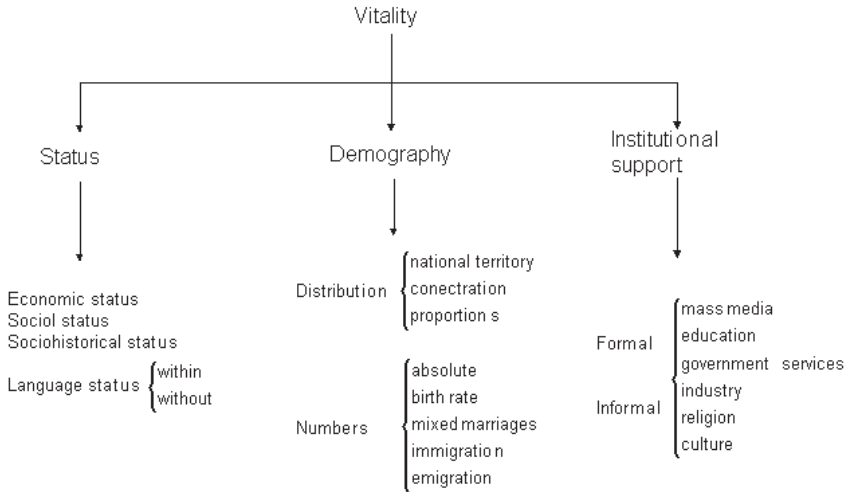 Vitality
Status
Demography
Institutional
support
Economic status
Sociol status
Sociohistorical status
Language status
within
without
Distribution
national territory
conectration
proportion s
Numbers
absolute
birth rate
mixed marriages
immigration
emigration
Formal
Informal
mass media
education
government services
industry
religion
culture